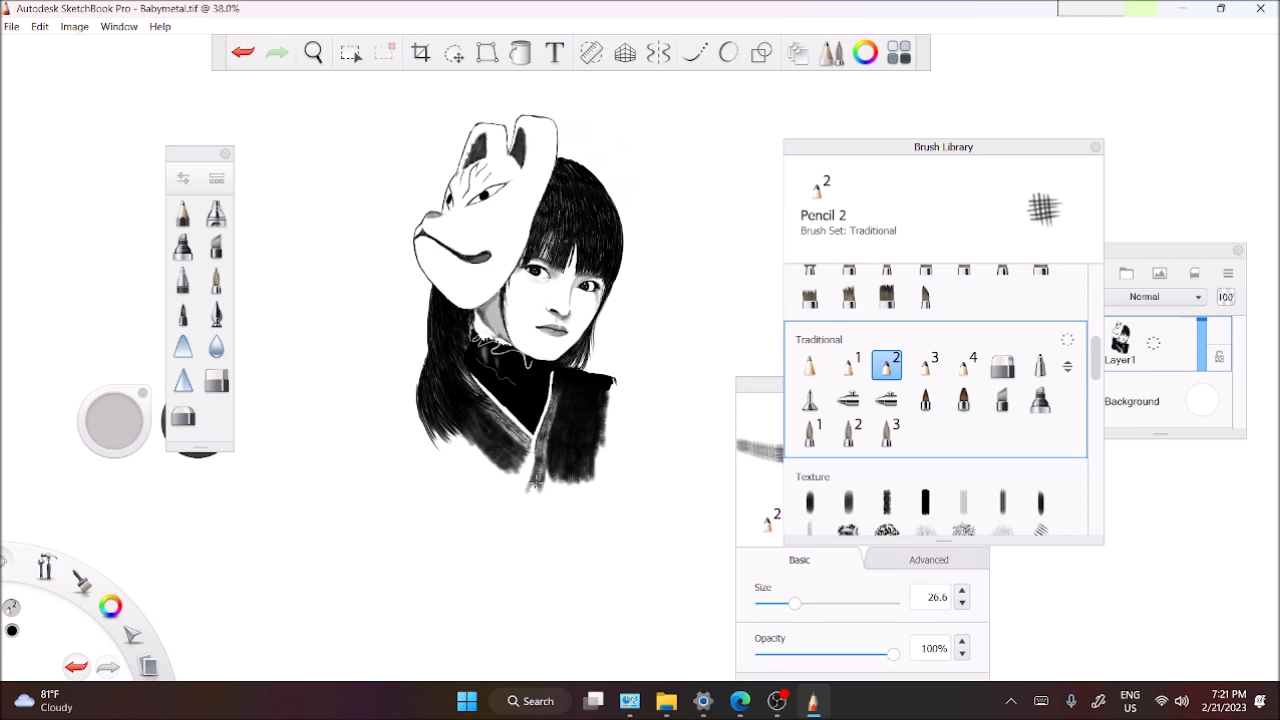 Autodesk SketchBook Pro - Babymetal.tif @ 38.0%
File Edit Image Window Help
T
Brush Library
2
Pencil 2
Brush Set: Traditional
Normal
100
Traditional
1 2 3 4
Layer1
Background
1 2 3
Texture
2
Basic Advanced
Size
26.6
Opacity
100%
81°F
Cloudy
Search
ENG
US
7:21 PM
2/21/2023